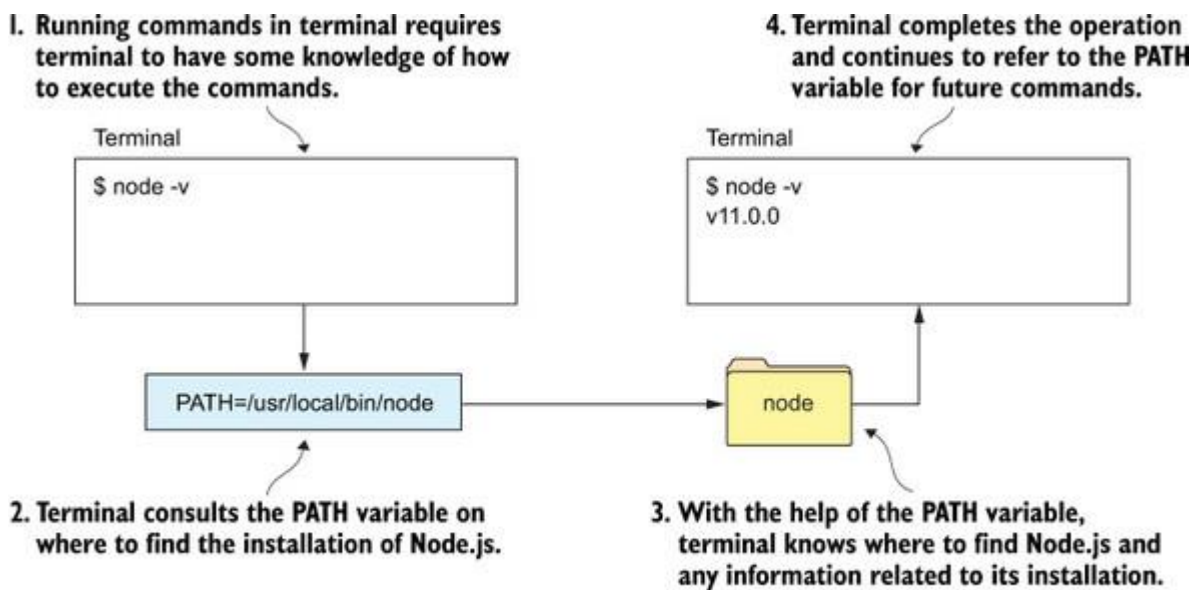 1. Running commands in terminal requires
terminal to have some knowledge of how
to execute the commands.
Terminal
$ node -v
PATH=/usr/local/bin/node
2. Terminal consults the PATH variable on
where to find the installation of Node.js.
node
3. With the help of the PATH variable,
terminal knows where to find Node.js and
any information related to its installation.
4. Terminal completes the operation
and continues to refer to the PATH
variable for future commands.
Terminal
$ node -v
v11.0.0